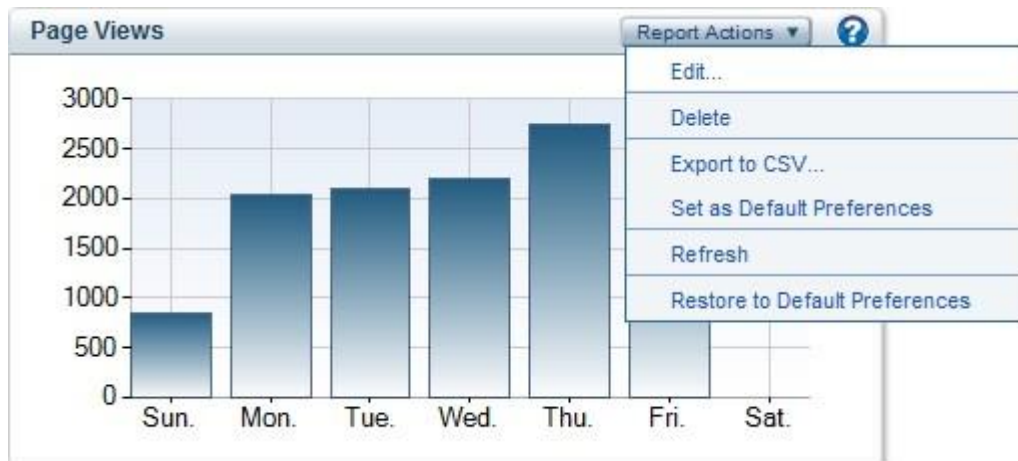 Page Views
Report Actions ▼ ?
Edit...
Delete
Export to CSV...
Set as Default Preferences
Refresh
Restore to Default Preferences
3000
2500
2000
1500
1000
500
0
Sun. Mon. Tue. Wed. Thu. Fri. Sat.